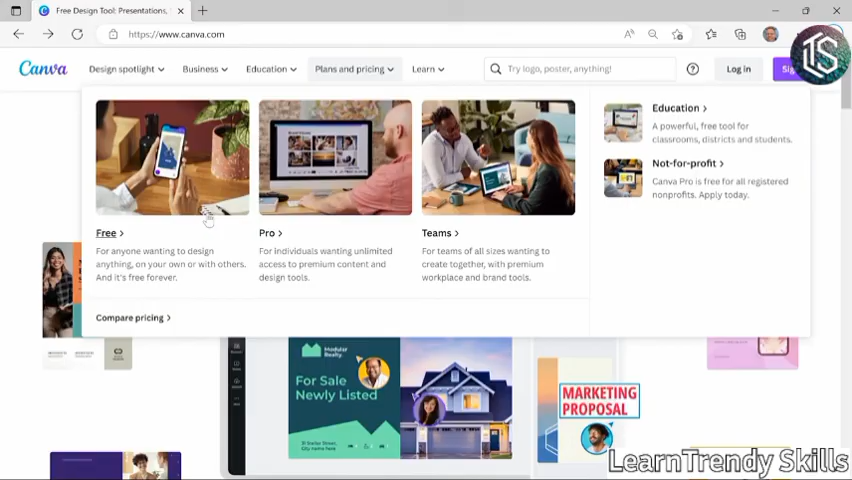 Free Design Tool: Presentations,
https://www.canva.com
Canva
Design spotlight
Business
Education
Plans and pricing
Learn
Try logo, poster, anything!
Log in
Free
For anyone wanting to design
anything, on your own or with others.
And it's free forever.
Pro
For individuals wanting unlimited
access to premium content and
design tools.
Teams
For teams of all sizes wanting to
create together, with premium
workplace and brand tools.
Education
A powerful, free tool for
classrooms, districts and students.
Not-for-profit
Canva Pro is free for all registered
nonprofits. Apply today.
Compare pricing
Modular
Realty
For Sale
Newly Listed
MARKETING
PROPOSAL
LearnTrendy Skills